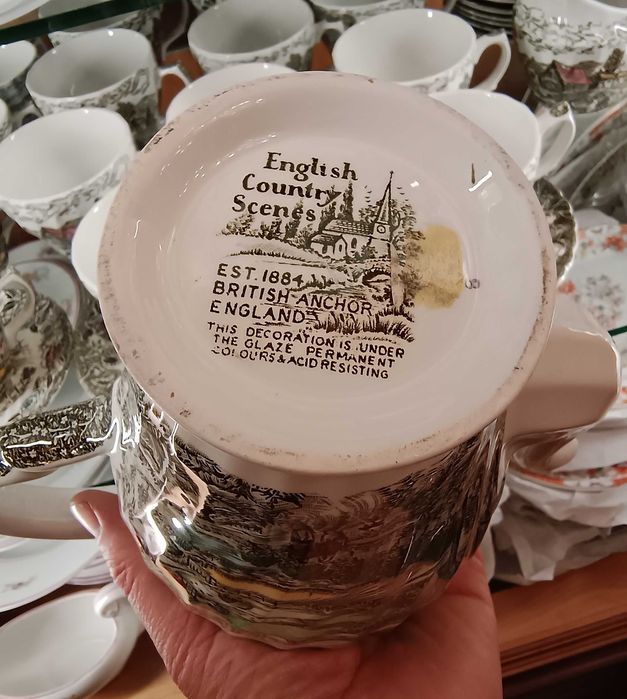 English
Country
Scenes
EST. 1884
BRITISH ANCHOR
ENGLAND
THIS DECORATION IS UNDER
THE GLAZE PERMANENT
COLOURS & ACID RESISTING